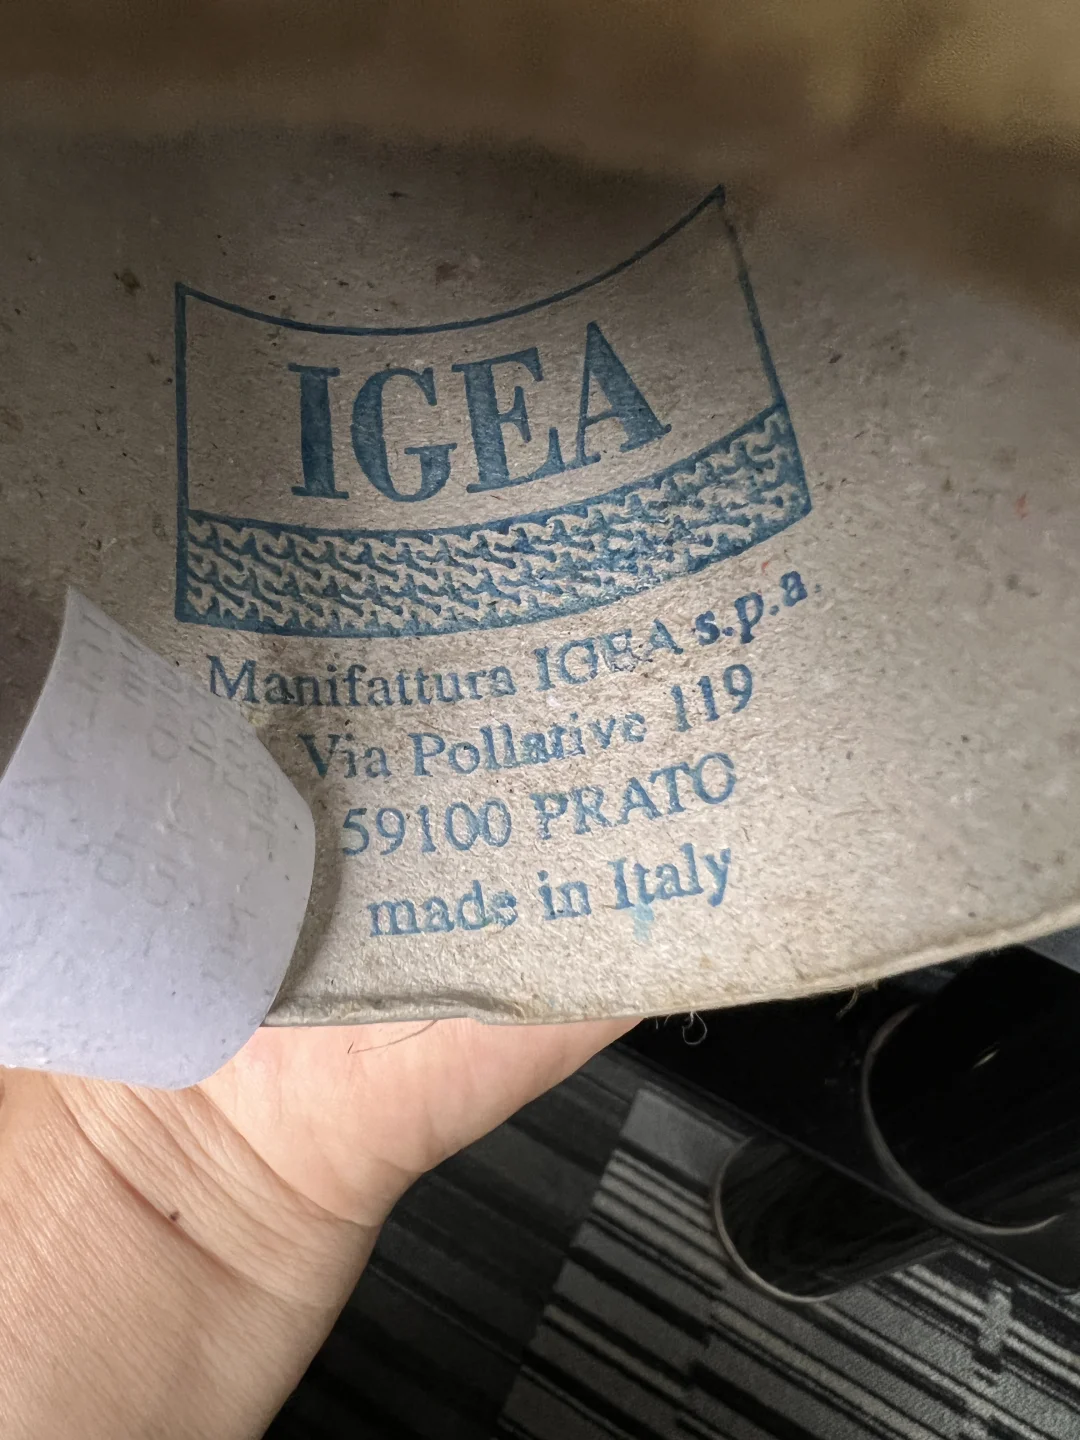 IGEA
Manifattura IGEA s.p.a.
Via Pollative 119
59100 PRATO
made in Italy